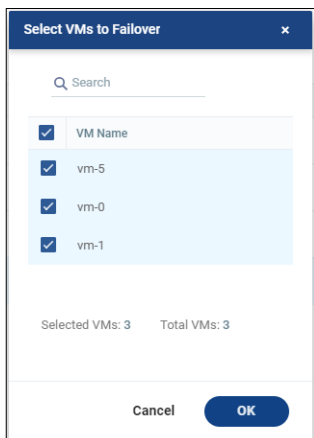 Select VMs to Failover ×
Search
VM Name
vm-5
vm-0
vm-1
Selected VMs: 3 Total VMs: 3
Cancel OK